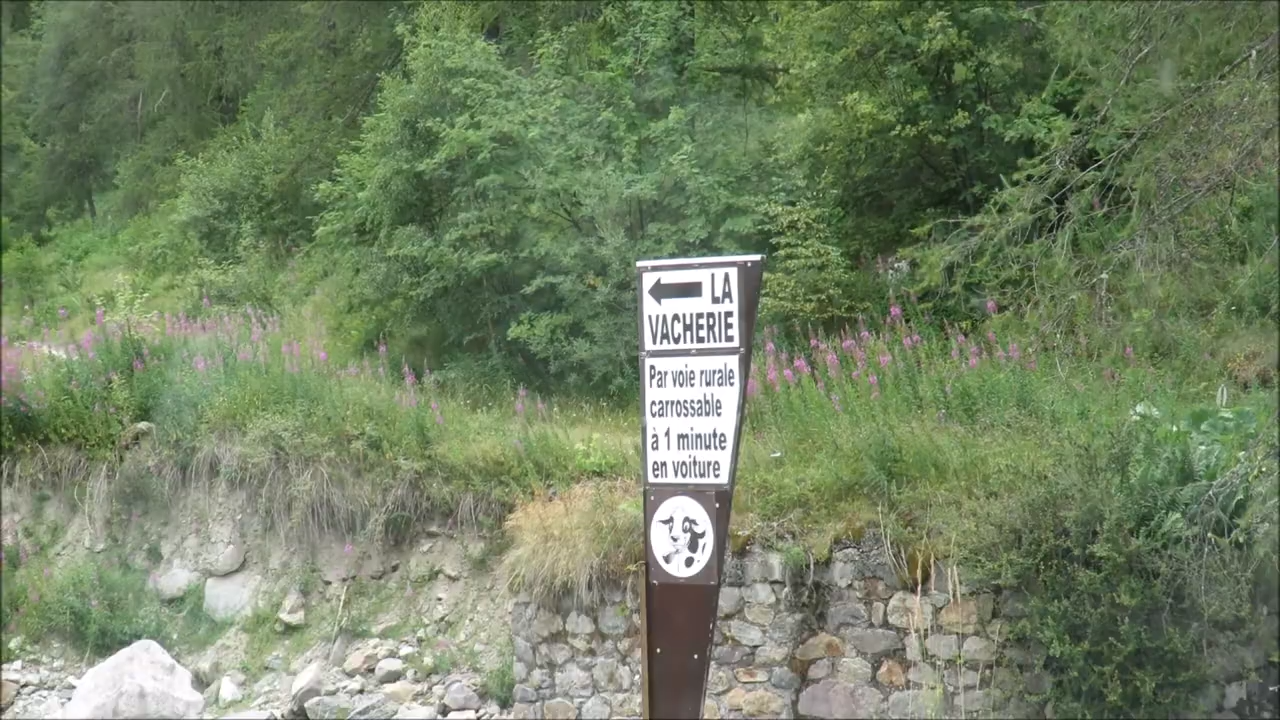 LA
VACHERIE
Par voie rurale
carrossable
à 1 minute
en voiture